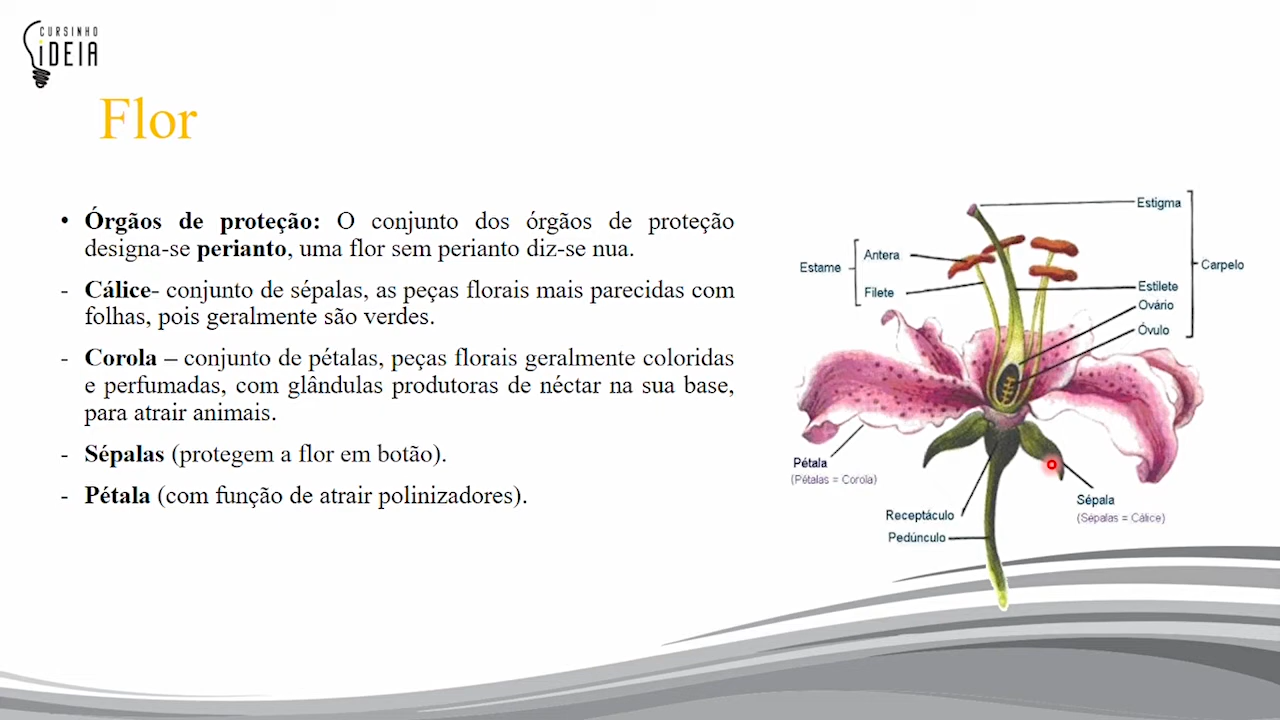 CURSINHO
iDEIA
Flor
• Órgãos de proteção: O conjunto dos órgãos de proteção
designa-se perianto, una flor sem perianto diz-se nua.
- Cálice- conjunto de sépalas, as peças florais mais parecidas com
folhas, pois geralmente são verdes.
- Corola – conjunto de pétalas, peças florais geralmente coloridas
e perfumadas, com glândulas produtoras de néctar na sua base,
para atrair animais.
- Sépalas (protegem a flor em botão).
- Pétala (com função de atrair polinizadores).
Estigma
Antera
Estame
Carpelo
Filete
Estilete
Ovário
Óvulo
Pétala
(Pétalas = Corola)
Sépala
(Sépalas = Cálice)
Receptáculo
Pedúnculo